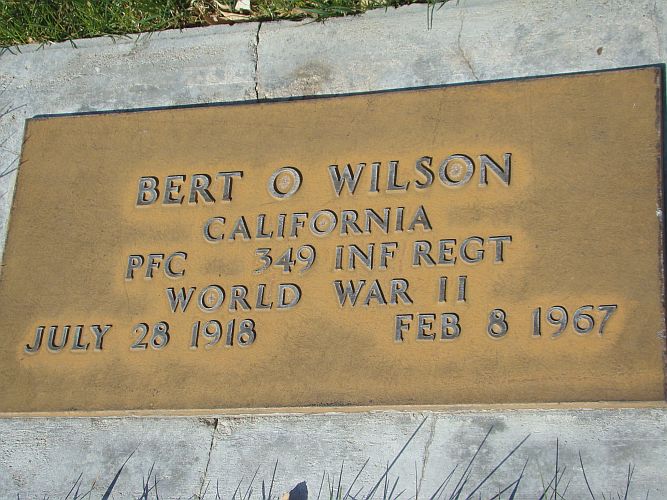 BERT O WILSON
CALIFORNIA
PFC 349 INF REGT
WORLD WAR II
JULY 28 1918 FEB 8 1967